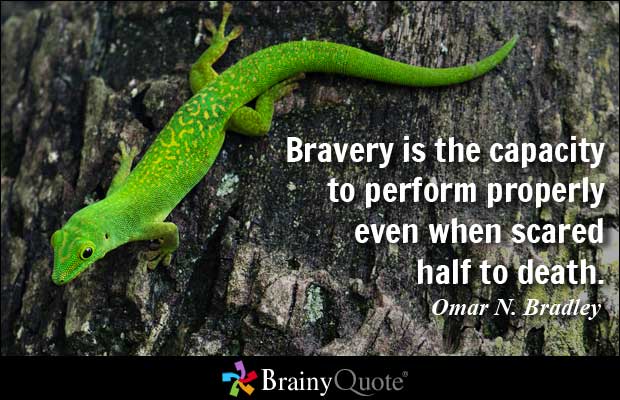 Bravery is the capacity
to perform properly
even when scared
half to death.
Omar N. Bradley
BrainyQuote®